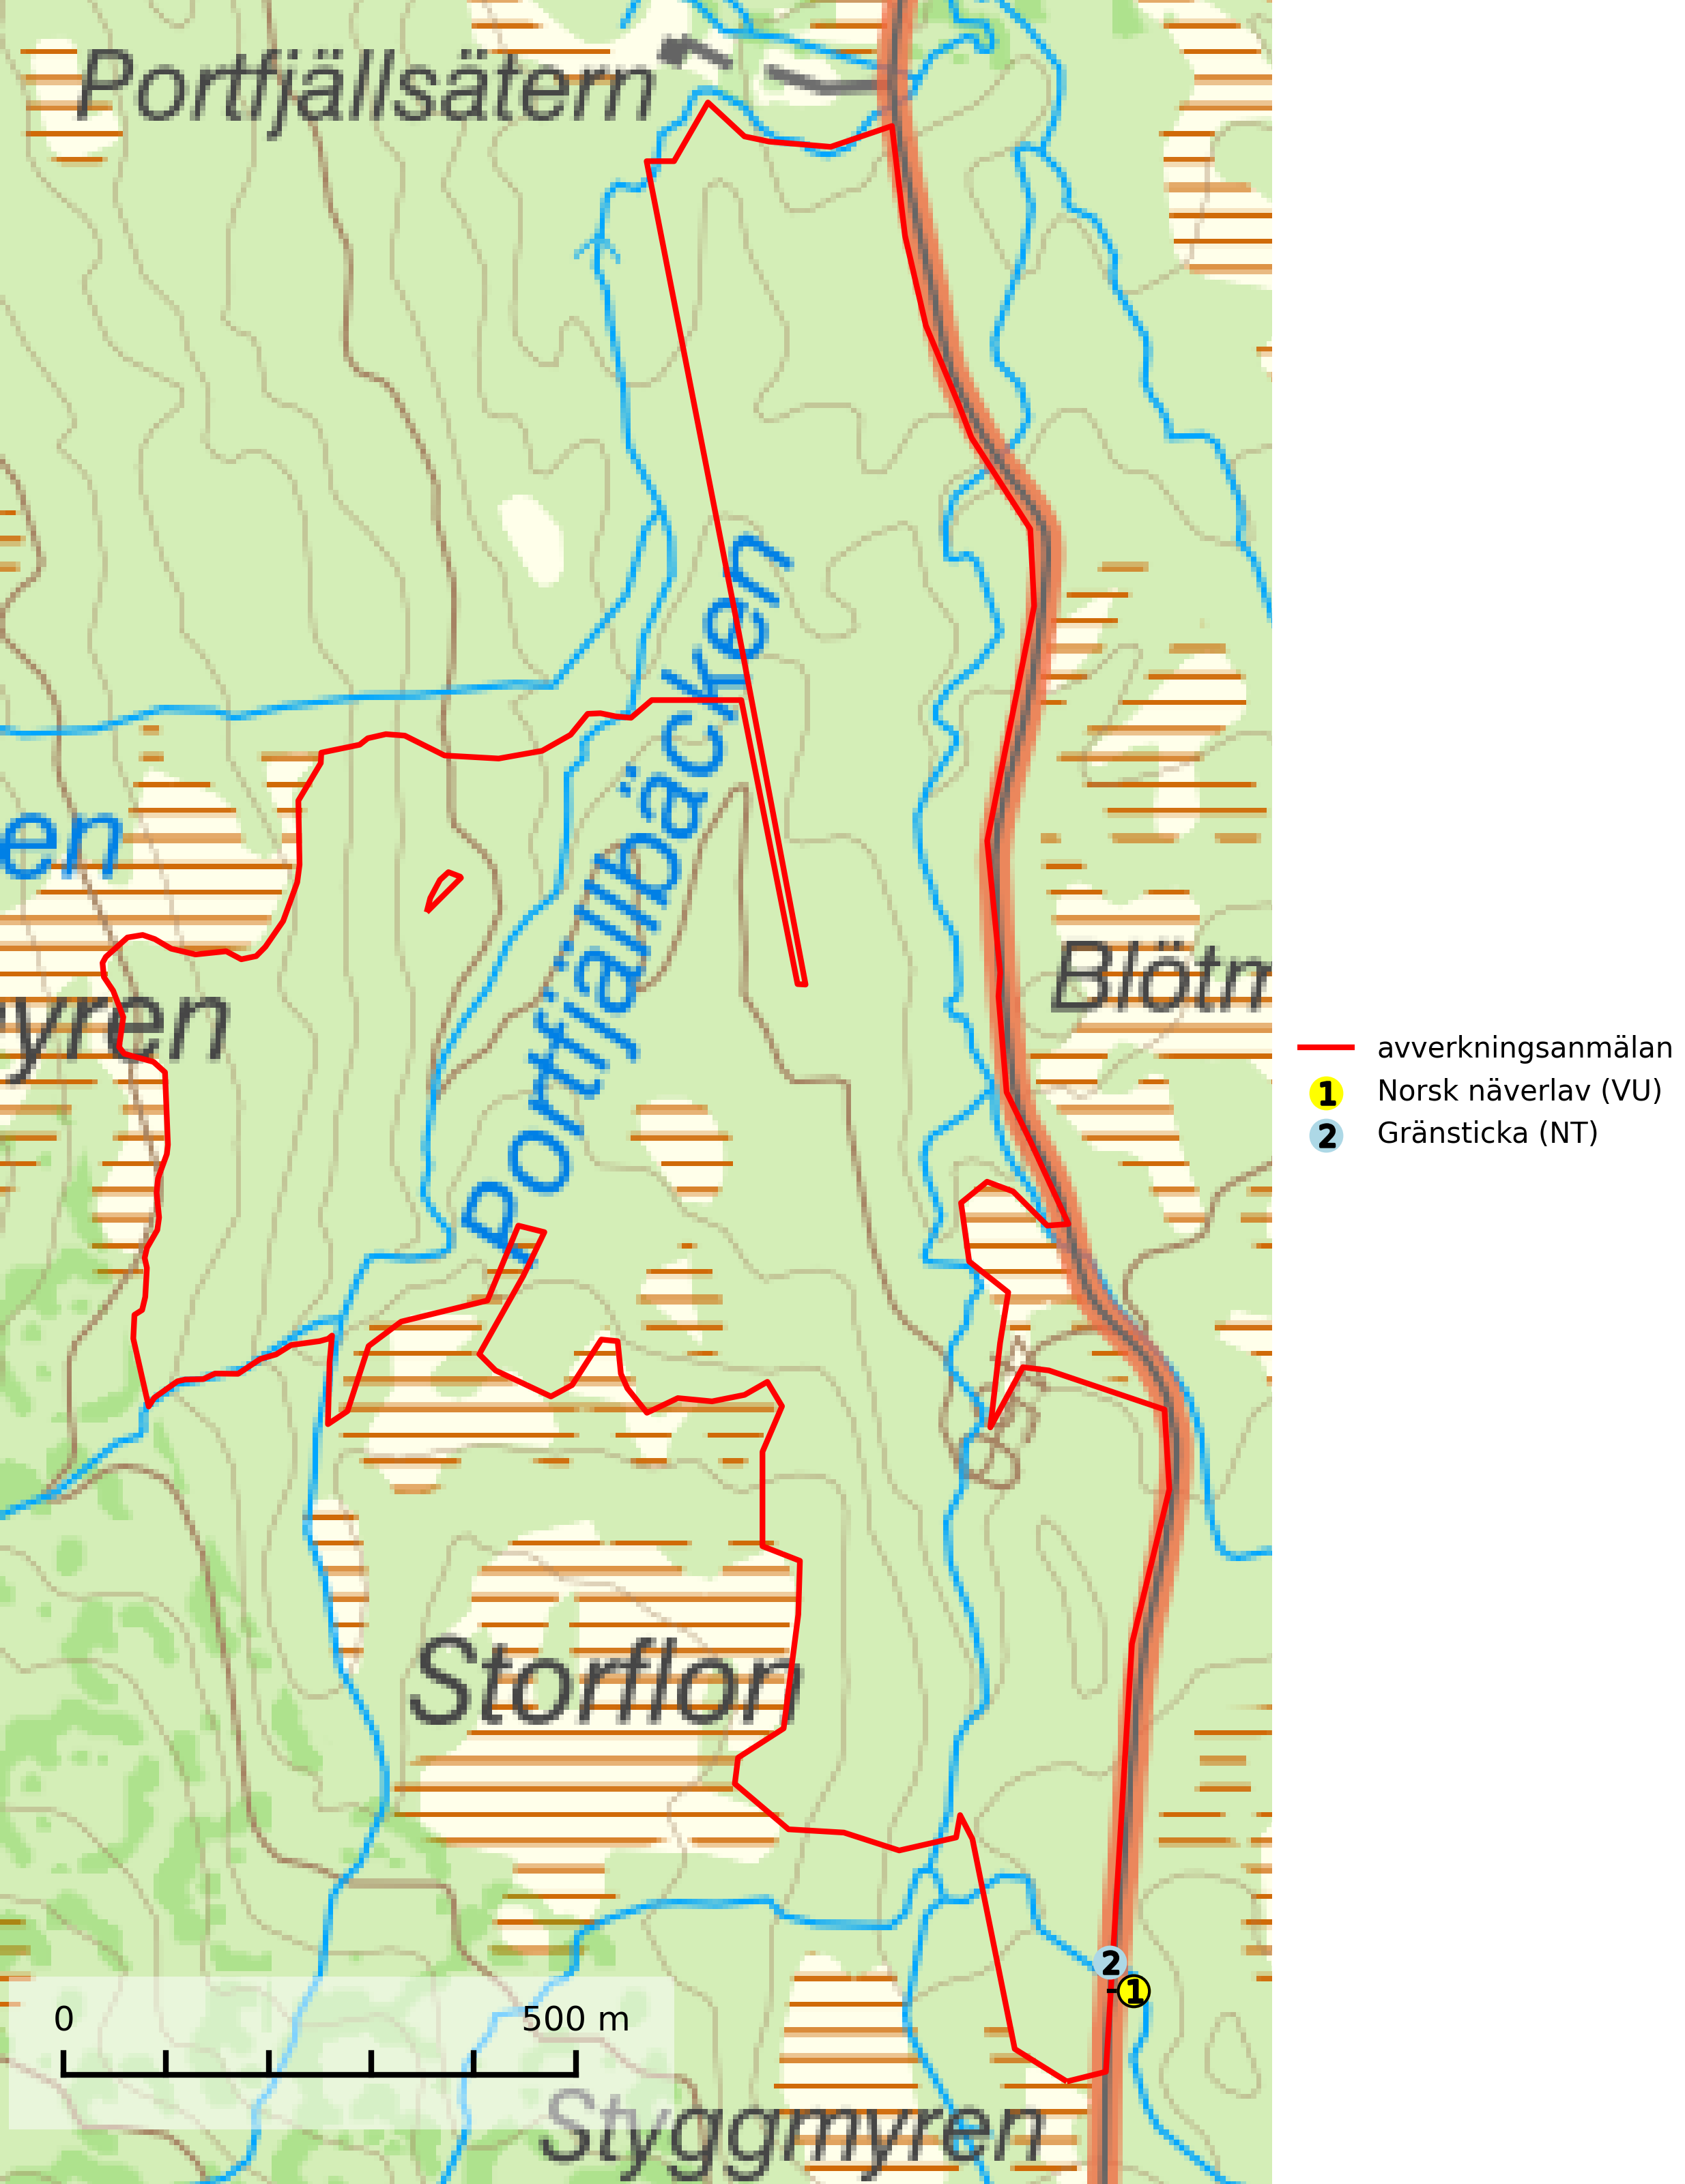 Portfjällsätern
Portfjällbäcken
en
yren
Blötm
avverkningsanmälan
1 Norsk näverlav (VU)
2 Gränsticka (NT)
Storflon
2
1
0 500 m
Styggmyren